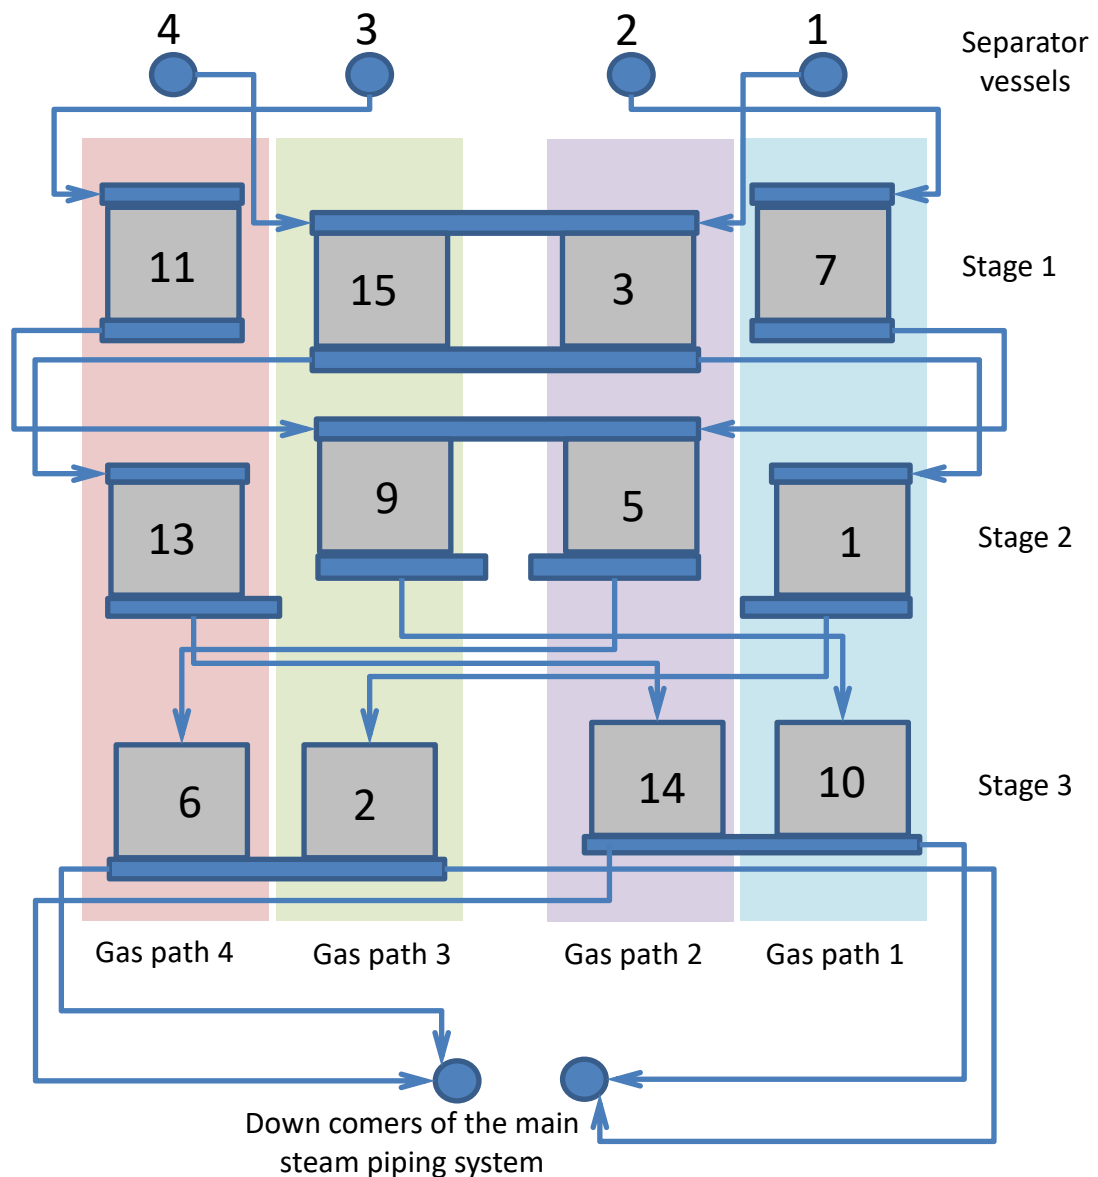 4 3 2 1
Separator
vessels
11 15 3 7
Stage 1
13 9 5 1
Stage 2
6 2 14 10
Stage 3
Gas path 4 Gas path 3 Gas path 2 Gas path 1
Down comers of the main
steam piping system